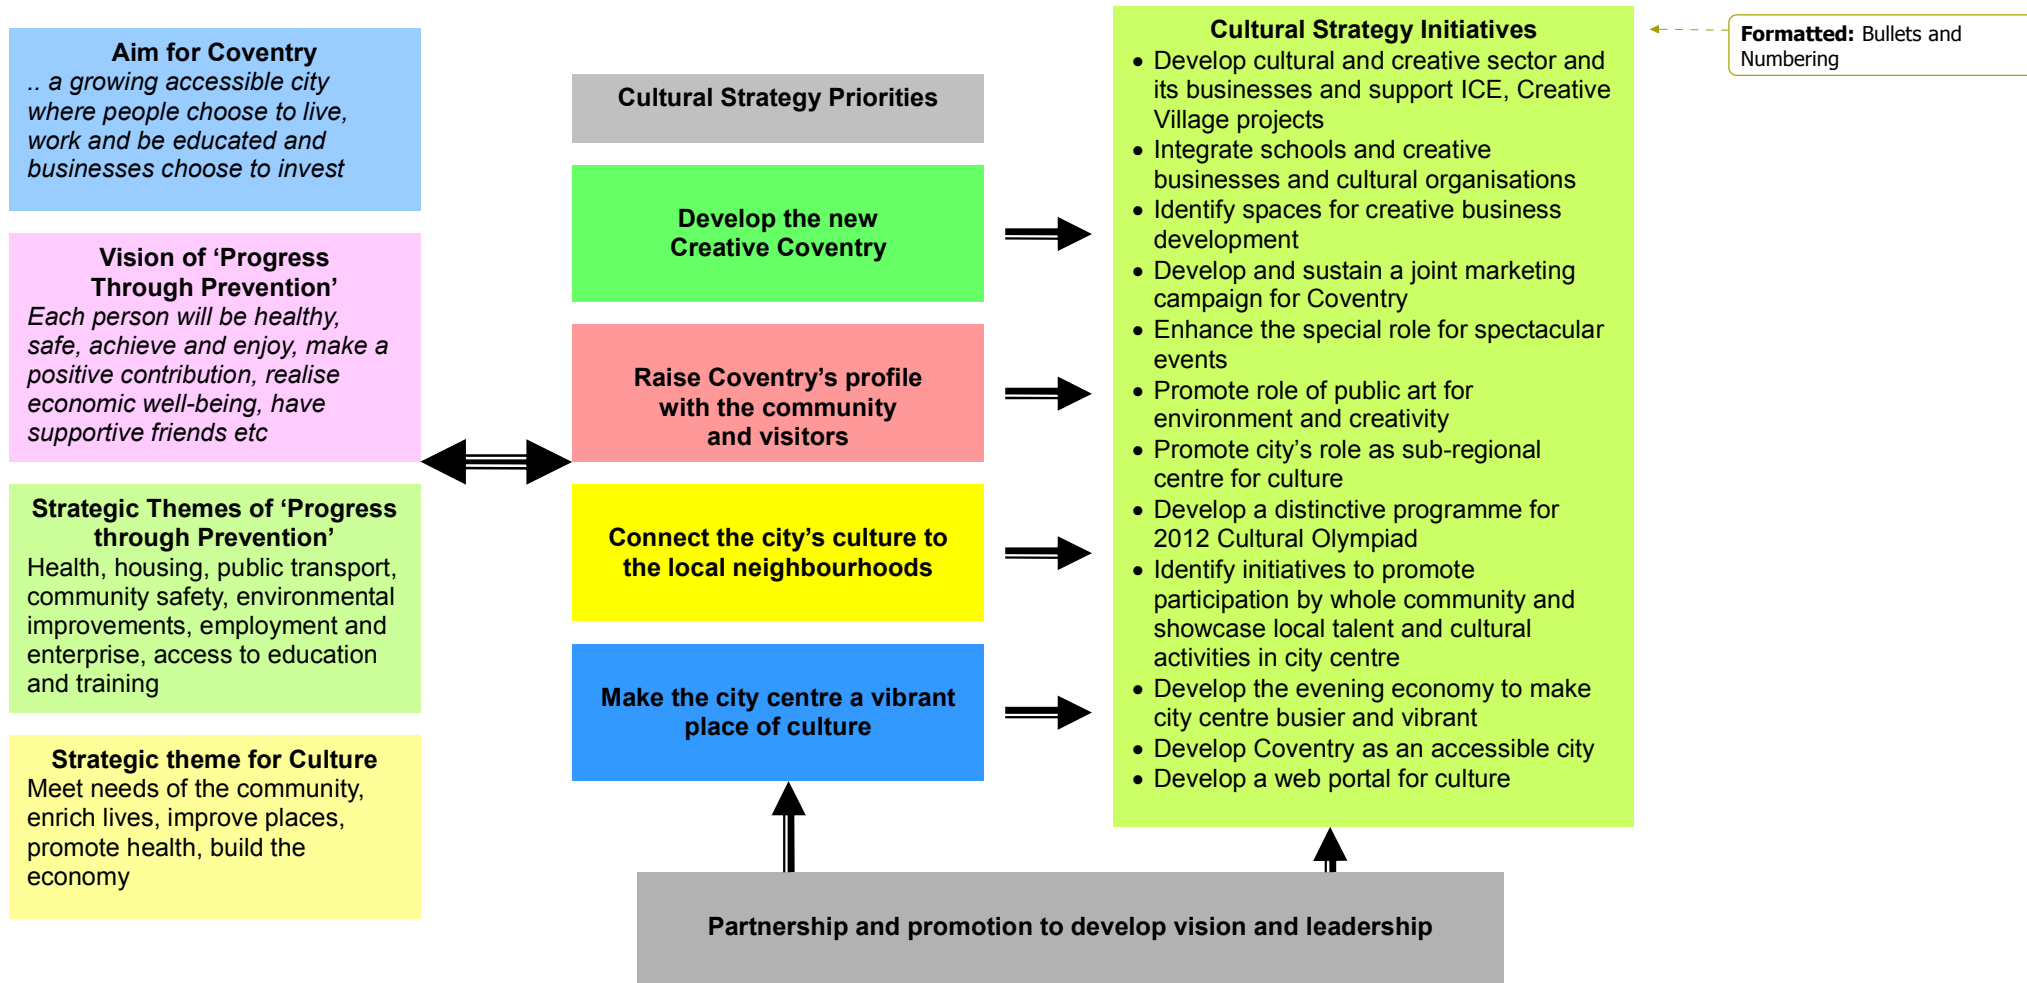 Aim for Coventry
.. a growing accessible city
where people choose to live,
work and be educated and
businesses choose to invest
Vision of ‘Progress
Through Prevention’
Each person will be healthy,
safe, achieve and enjoy, make a
positive contribution, realise
economic well-being, have
supportive friends etc
Strategic Themes of ‘Progress
through Prevention’
Health, housing, public transport,
community safety, environmental
improvements, employment and
enterprise, access to education
and training
Strategic theme for Culture
Meet needs of the community,
enrich lives, improve places,
promote health, build the
economy
Cultural Strategy Priorities
Develop the new
Creative Coventry
Raise Coventry’s profile
with the community
and visitors
Connect the city’s culture to
the local neighbourhoods
Make the city centre a vibrant
place of culture
Cultural Strategy Initiatives
• Develop cultural and creative sector and
its businesses and support ICE, Creative
Village projects
• Integrate schools and creative
businesses and cultural organisations
• Identify spaces for creative business
development
• Develop and sustain a joint marketing
campaign for Coventry
• Enhance the special role for spectacular
events
• Promote role of public art for
environment and creativity
• Promote city’s role as sub-regional
centre for culture
• Develop a distinctive programme for
2012 Cultural Olympiad
• Identify initiatives to promote
participation by whole community and
showcase local talent and cultural
activities in city centre
• Develop the evening economy to make
city centre busier and vibrant
• Develop Coventry as an accessible city
• Develop a web portal for culture
Partnership and promotion to develop vision and leadership
Formatted: Bullets and
Numbering